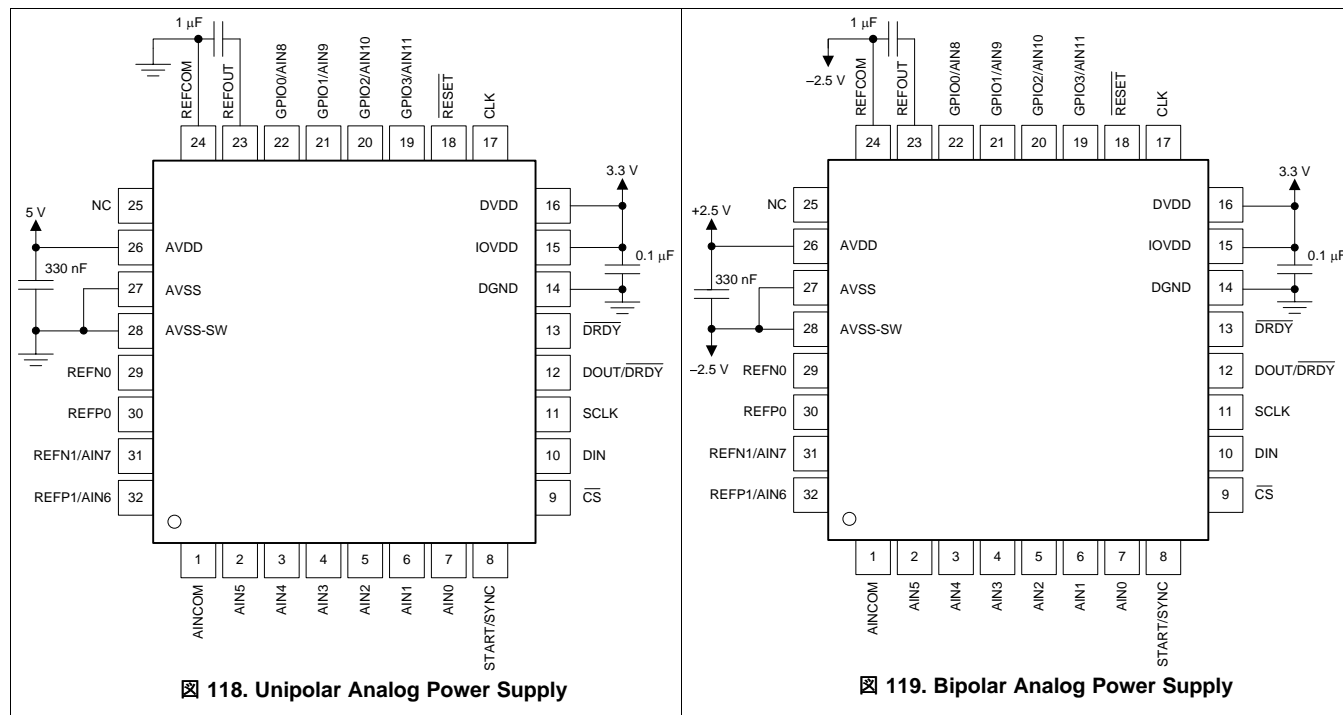 1 μF
REFCOM
REFOUT
GPIO0/AIN8
GPIO1/AIN9
GPIO2/AIN10
GPIO3/AIN11
RESET
CLK
24 23 22 21 20 19 18 17
NC 25
5 V
26 AVDD
330 nF
27 AVSS
28 AVSS-SW
REFN0 29
REFP0 30
REFN1/AIN7 31
REFP1/AIN6 32
3.3 V
DVDD 16
IOVDD 15
0.1 μF
DGND 14
13 DRDY
12 DOUT/DRDY
11 SCLK
10 DIN
9 CS
1 2 3 4 5 6 7 8
AINCOM
AIN5
AIN4
AIN3
AIN2
AIN1
AIN0
START/SYNC
図 118. Unipolar Analog Power Supply
1 μF
–2.5 V
REFCOM
REFOUT
GPIO0/AIN8
GPIO1/AIN9
GPIO2/AIN10
GPIO3/AIN11
RESET
CLK
24 23 22 21 20 19 18 17
NC 25
+2.5 V
26 AVDD
330 nF
27 AVSS
28 AVSS-SW
–2.5 V
REFN0 29
REFP0 30
REFN1/AIN7 31
REFP1/AIN6 32
3.3 V
DVDD 16
IOVDD 15
0.1 μF
DGND 14
13 DRDY
12 DOUT/DRDY
11 SCLK
10 DIN
9 CS
1 2 3 4 5 6 7 8
AINCOM
AIN5
AIN4
AIN3
AIN2
AIN1
AIN0
START/SYNC
図 119. Bipolar Analog Power Supply